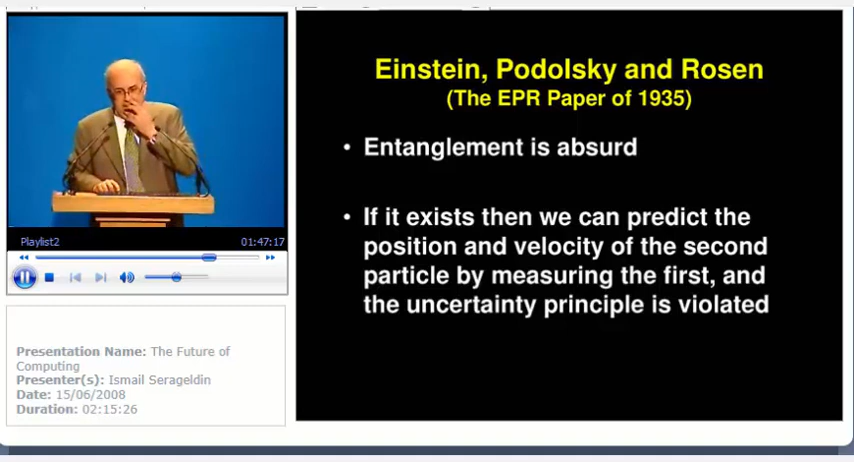 Einstein, Podolsky and Rosen
(The EPR Paper of 1935)
• Entanglement is absurd
• If it exists then we can predict the
position and velocity of the second
particle by measuring the first, and
the uncertainty principle is violated
Playlist2 01:47:17
Presentation Name: The Future of
Computing
Presenter(s): Ismail Serageldin
Date: 15/06/2008
Duration: 02:15:26